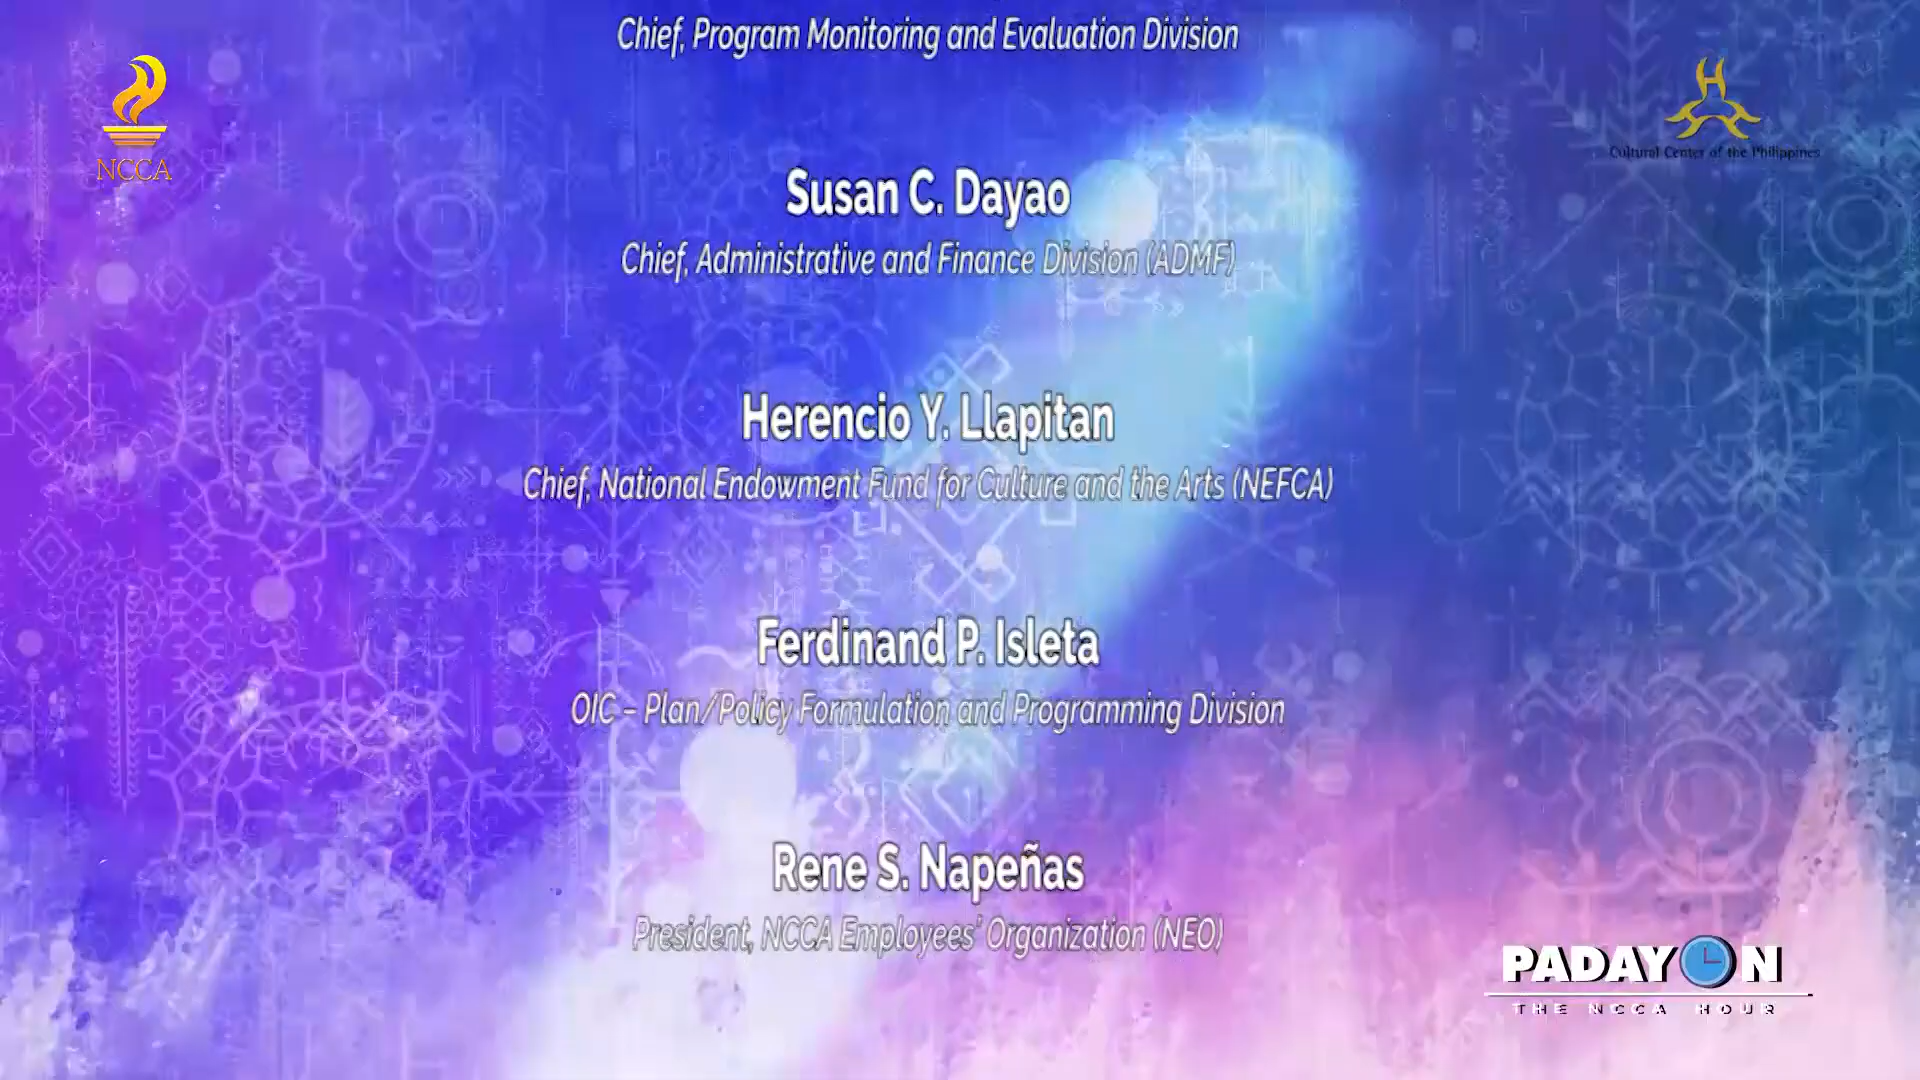 Chief, Program Monitoring and Evaluation Division
NCCA
Cultural Center of the Philippines
Susan C. Dayao
Chief, Administrative and Finance Division (ADMF)
Herencio Y. Llapitan
Chief, National Endowment Fund for Culture and the Arts (NEFCA)
Ferdinand P. Isleta
OIC – Plan/Policy Formulation and Programming Division
Rene S. Napeñas
President, NCCA Employees' Organization (NEO)
PADAYON
THE NCCA HOUR